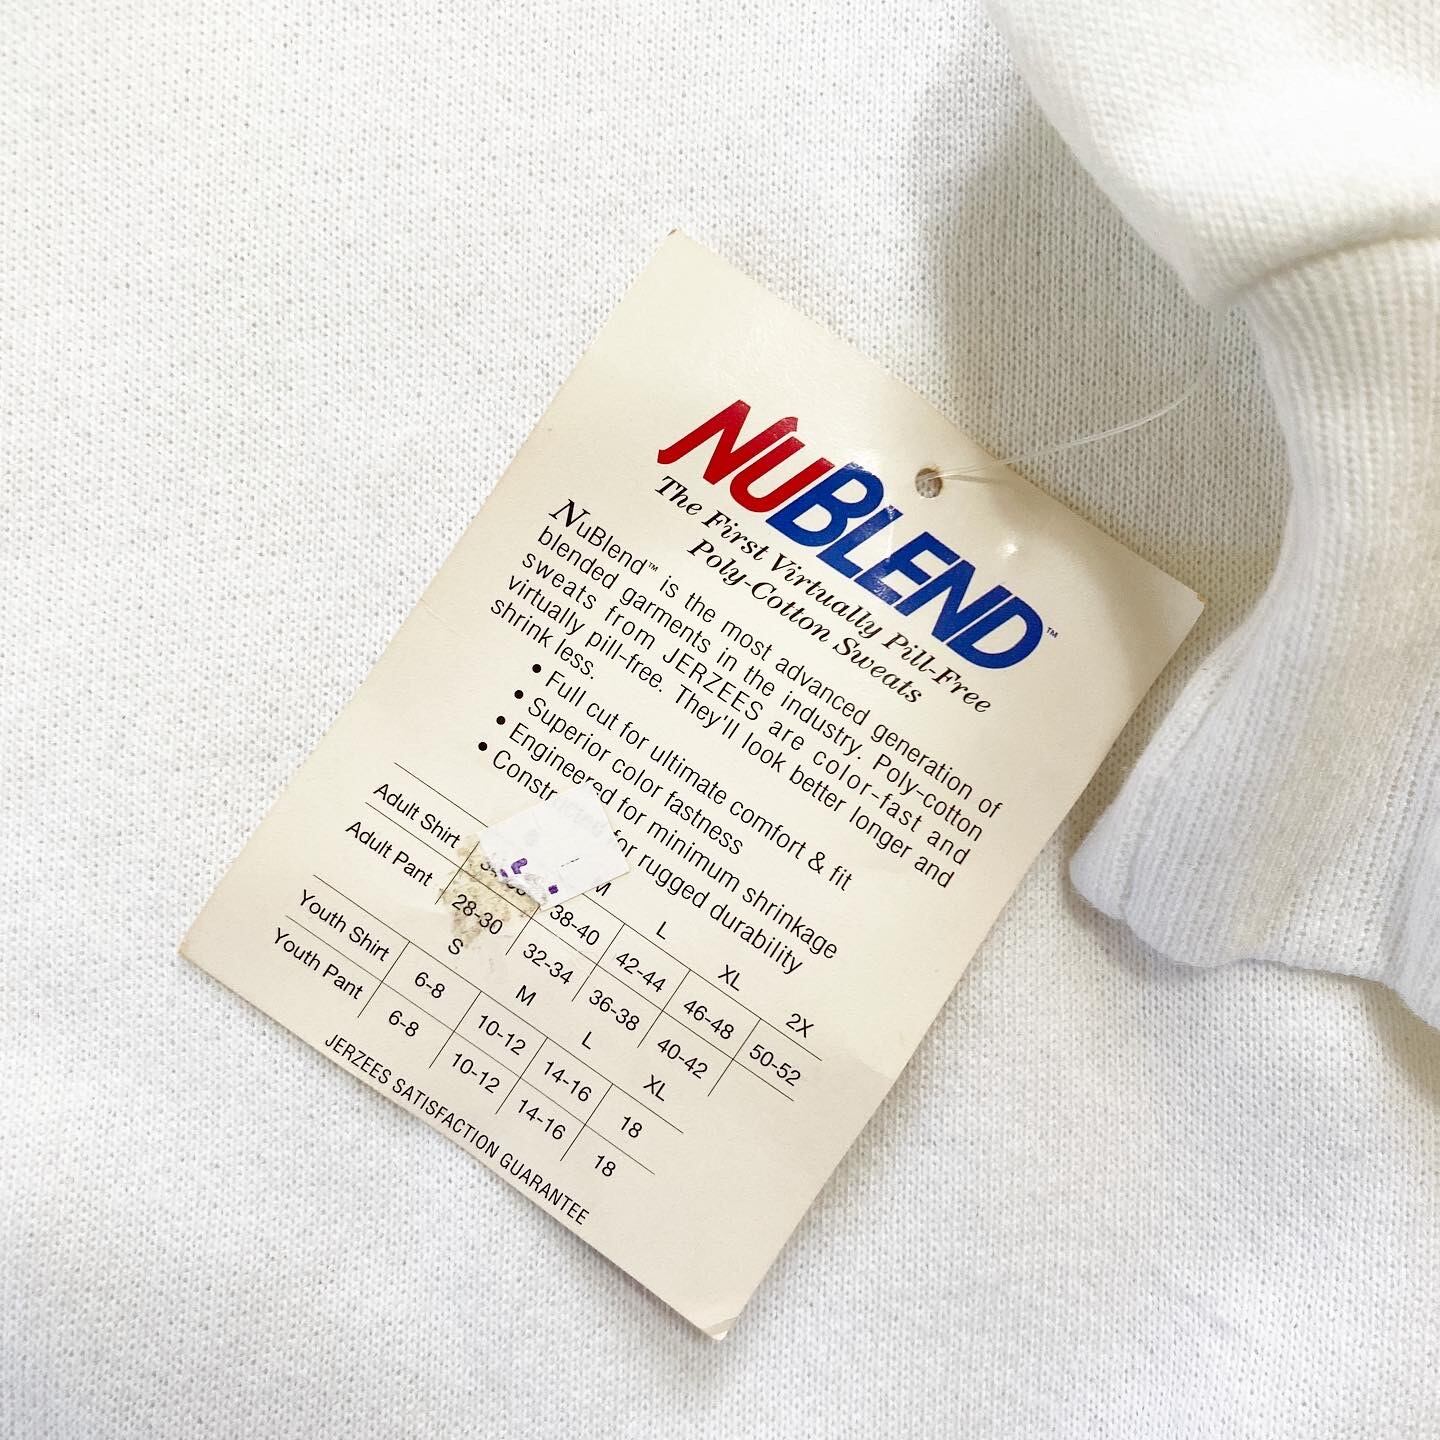 NUBLEND™
The First Virtually Pill-Free
Poly-Cotton Sweats
NuBlend™ is the most advanced generation of
blended garments in the industry. Poly-cotton
sweats from JERZEES are color-fast and
virtually pill-free. They'll look better longer and
shrink less.
• Full cut for ultimate comfort & fit
• Superior color fastness
• Engineered for minimum shrinkage
• Constructed for rugged durability
M L XL 2X
Adult Shirt 38-40 42-44 46-48 50-52
Adult Pant 28-30 32-34 36-38 40-42
S M L XL
Youth Shirt 6-8 10-12 14-16 18
Youth Pant 6-8 10-12 14-16 18
JERZEES SATISFACTION GUARANTEE